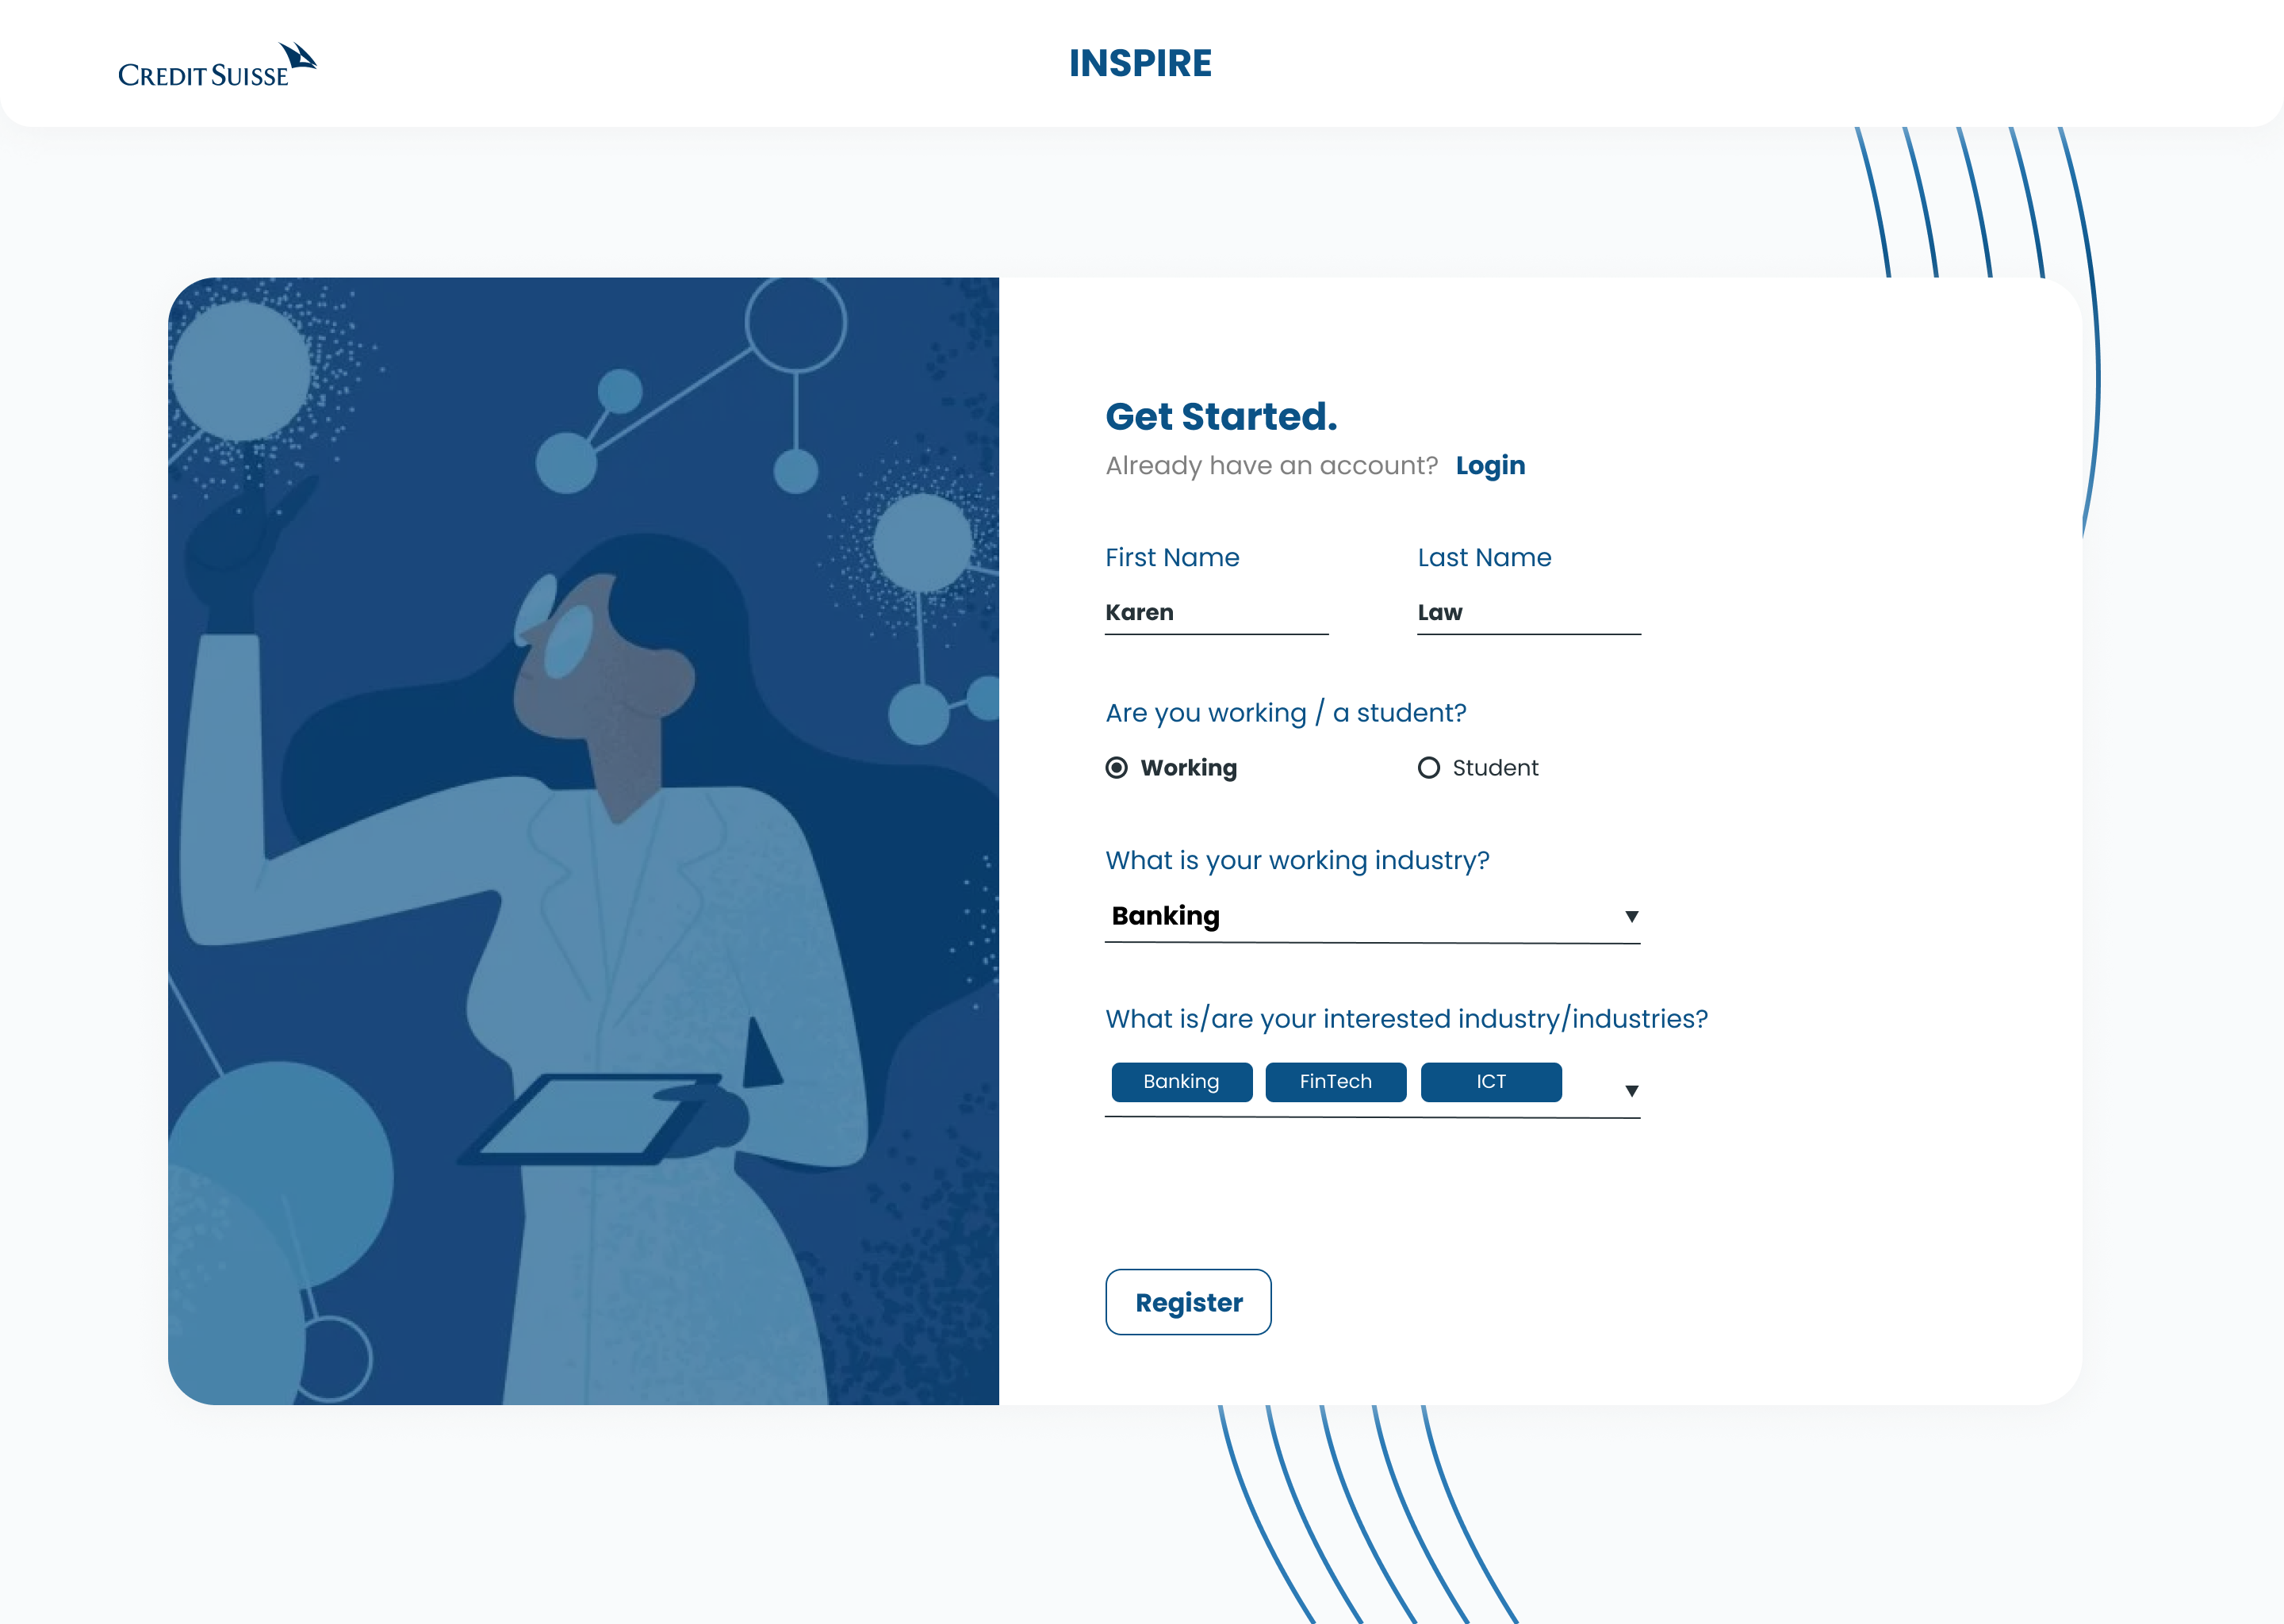 CREDIT SUISSE
INSPIRE
Get Started.
Already have an account? Login
First Name Last Name
Karen Law
Are you working / a student?
Working Student
What is your working industry?
Banking
What is/are your interested industry/industries?
Banking FinTech ICT
Register